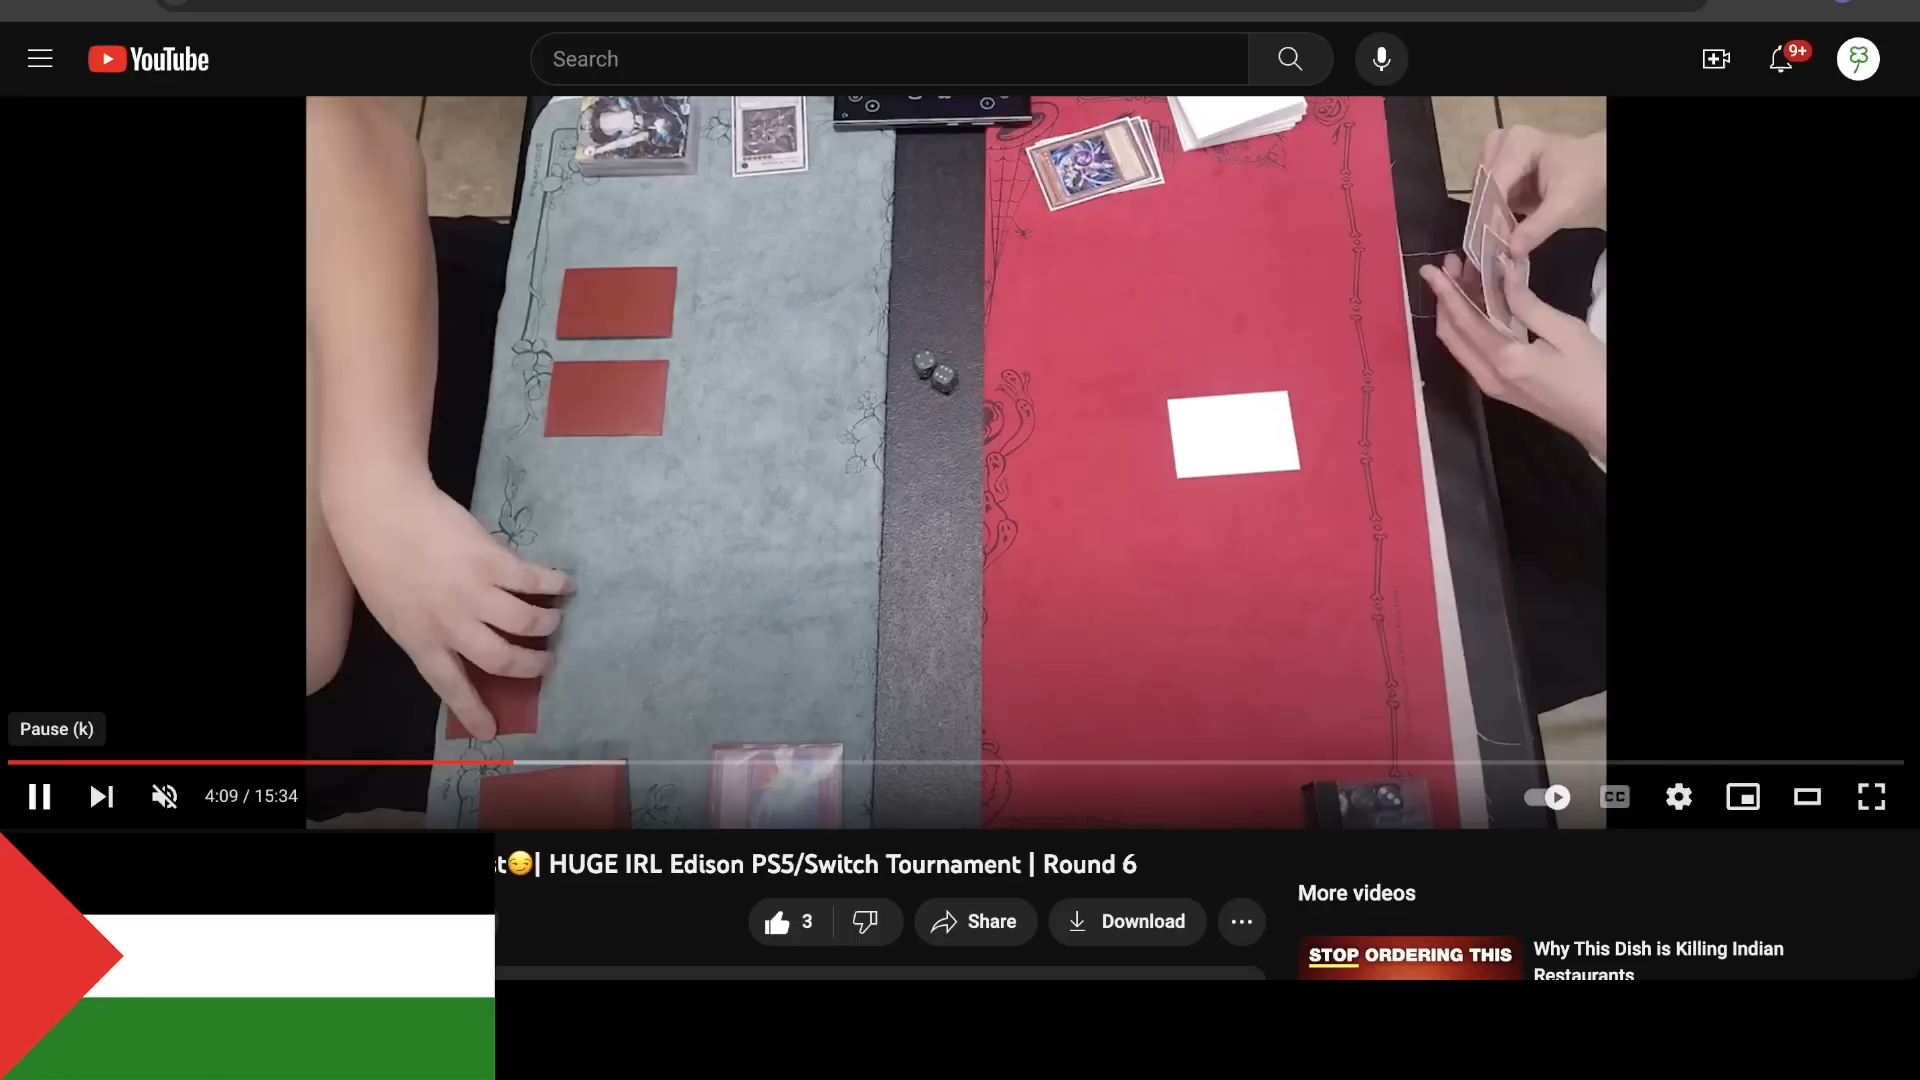 YouTube
Search
9+
Pause (k)
4:09 / 15:34
CC
t😏| HUGE IRL Edison PS5/Switch Tournament | Round 6
3
Share
Download
More videos
STOP ORDERING THIS
Why This Dish is Killing Indian
Restaurants